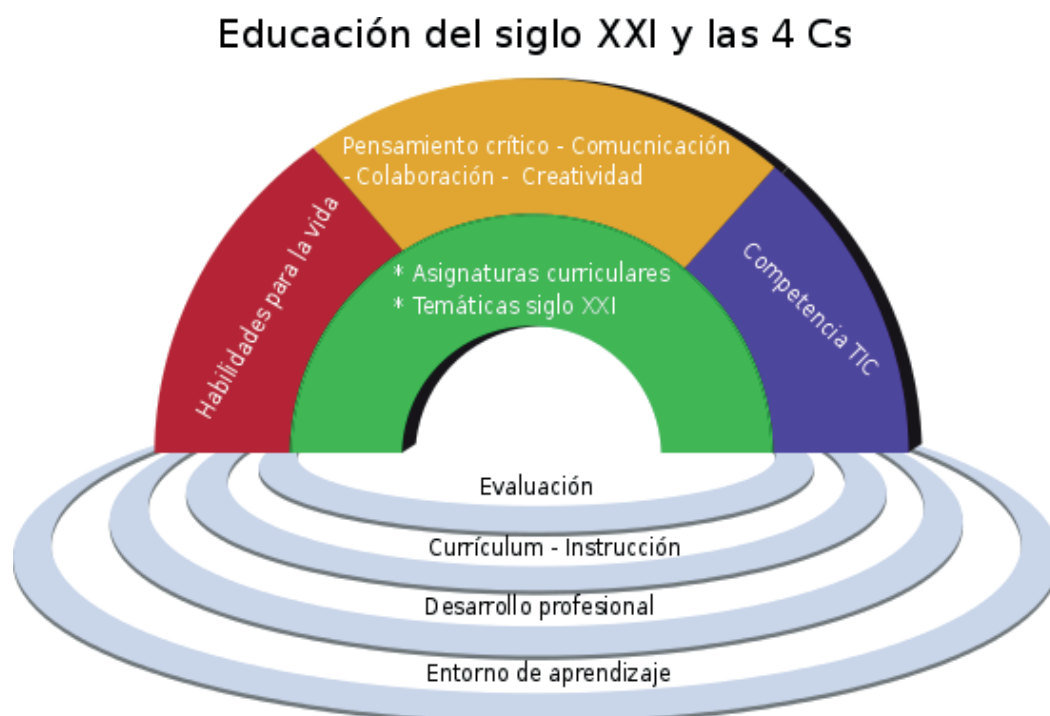 Educación del siglo XXI y las 4 Cs
Pensamiento crítico - Comucnicación
- Colaboración - Creatividad
Habilidades para la vida
* Asignaturas curriculares
* Temáticas siglo XXI
Competencia TIC
Evaluación
Currículum - Instrucción
Desarrollo profesional
Entorno de aprendizaje